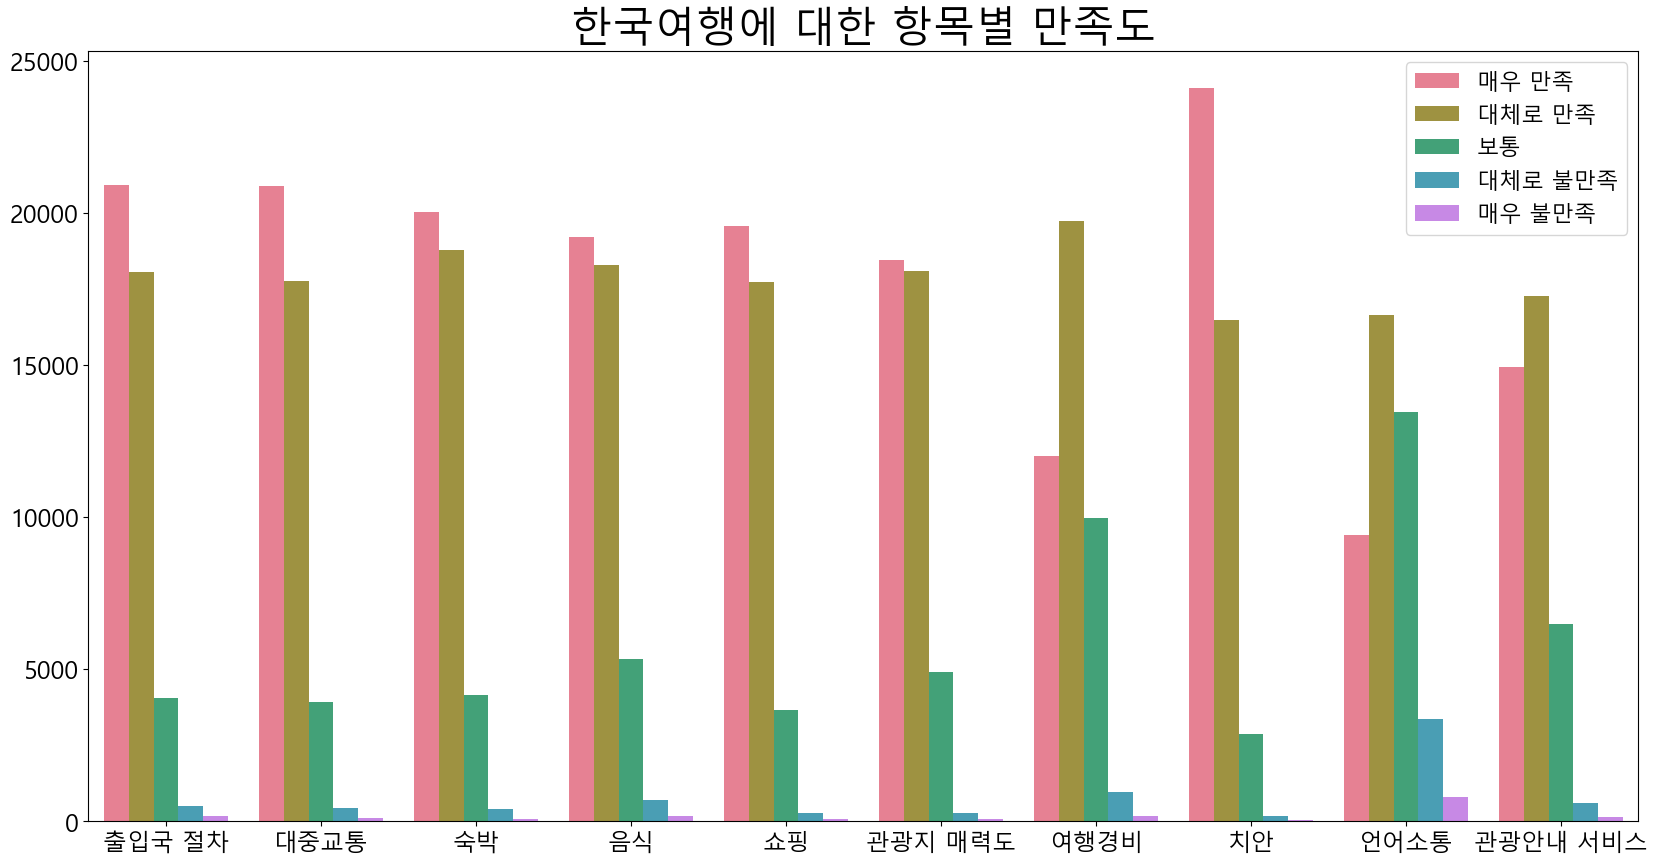 한국여행에 대한 항목별 만족도
25000
20000
15000
10000
5000
0
매우 만족
대체로 만족
보통
대체로 불만족
매우 불만족
출입국 절차
대중교통
숙박
음식
쇼핑
관광지 매력도
여행경비
치안
언어소통
관광안내 서비스